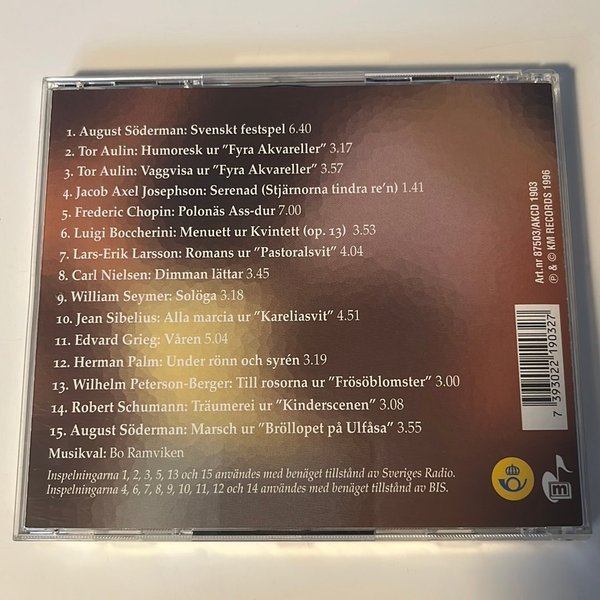 1. August Söderman: Svenskt festspel 6.40
2. Tor Aulin: Humoresk ur ”Fyra Akvareller” 3.17
3. Tor Aulin: Vaggvisa ur ”Fyra Akvareller” 3.57
4. Jacob Axel Josephson: Serenad (Stjärnorna tindra re’n) 1.41
5. Frederic Chopin: Polonäs Ass-dur 7.00
6. Luigi Boccherini: Menuett ur Kvintett (op. 13) 3.53
7. Lars-Erik Larsson: Romans ur ”Pastoralsvit” 4.04
8. Carl Nielsen: Dimman lättar 3.45
9. William Seymer: Solöga 3.18
10. Jean Sibelius: Alla marcia ur ”Kareliasvit” 4.51
11. Edvard Grieg: Våren 5.04
12. Herman Palm: Under rönn och syrén 3.19
13. Wilhelm Peterson-Berger: Till rosorna ur ”Frösöblomster” 3.00
14. Robert Schumann: Träumerei ur ”Kinderscenen” 3.08
15. August Söderman: Marsch ur ”Bröllopet på Ulfåsa” 3.55
Musikval: Bo Ramviken
Inspelningarna 1, 2, 3, 5, 13 och 15 användes med benäget tillstånd av Sveriges Radio.
Inspelningarna 4, 6, 7, 8, 9, 10, 11, 12 och 14 användes med benäget tillstånd av BIS.
Art.nr 87503/AKCD 1903
℗ & © KM RECORDS 1996
7 393022 190327
m